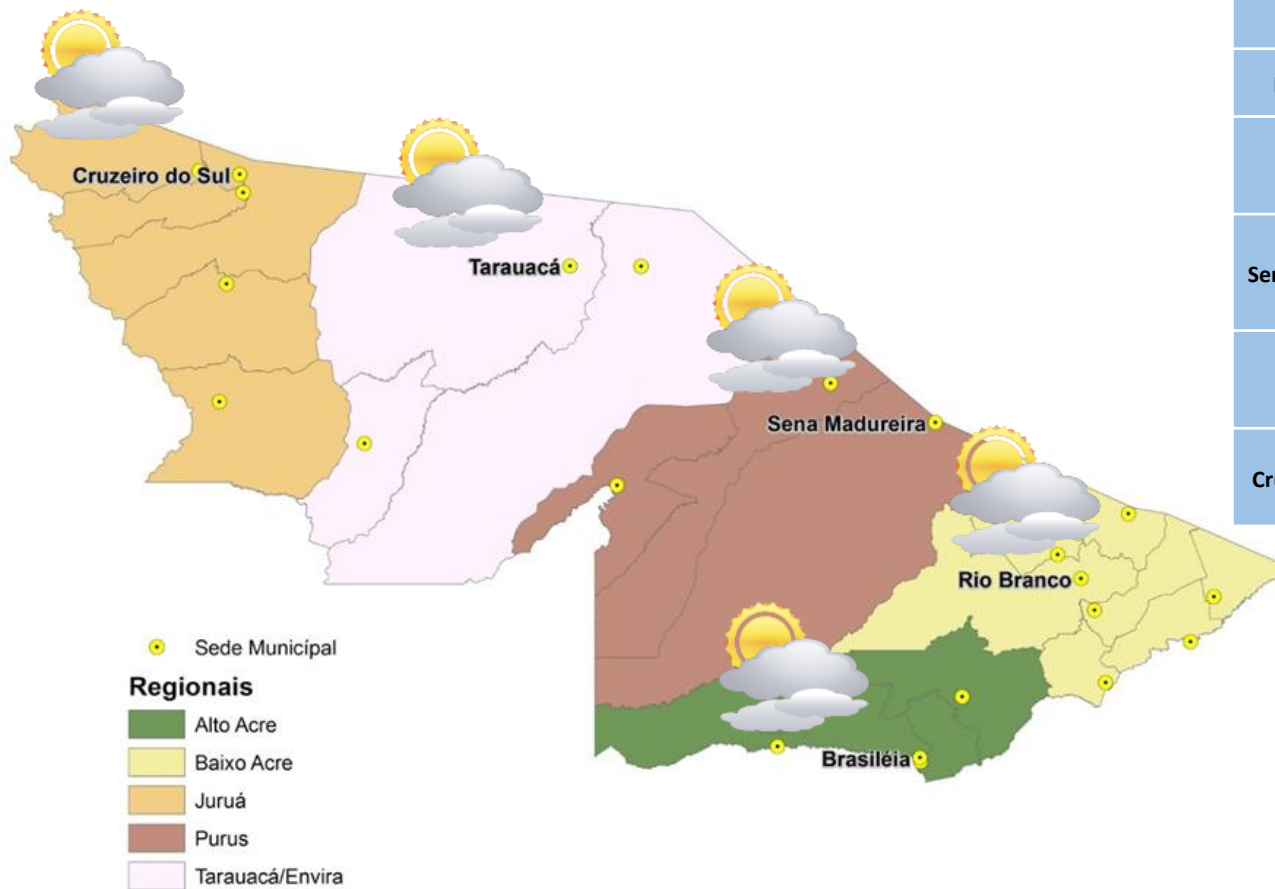 Cruzeiro do Sul
Tarauacá
Sena Madureira
Rio Branco
Brasiléia
Sede Municípal
Regionais
Alto Acre
Baixo Acre
Juruá
Purus
Tarauacá/Envira